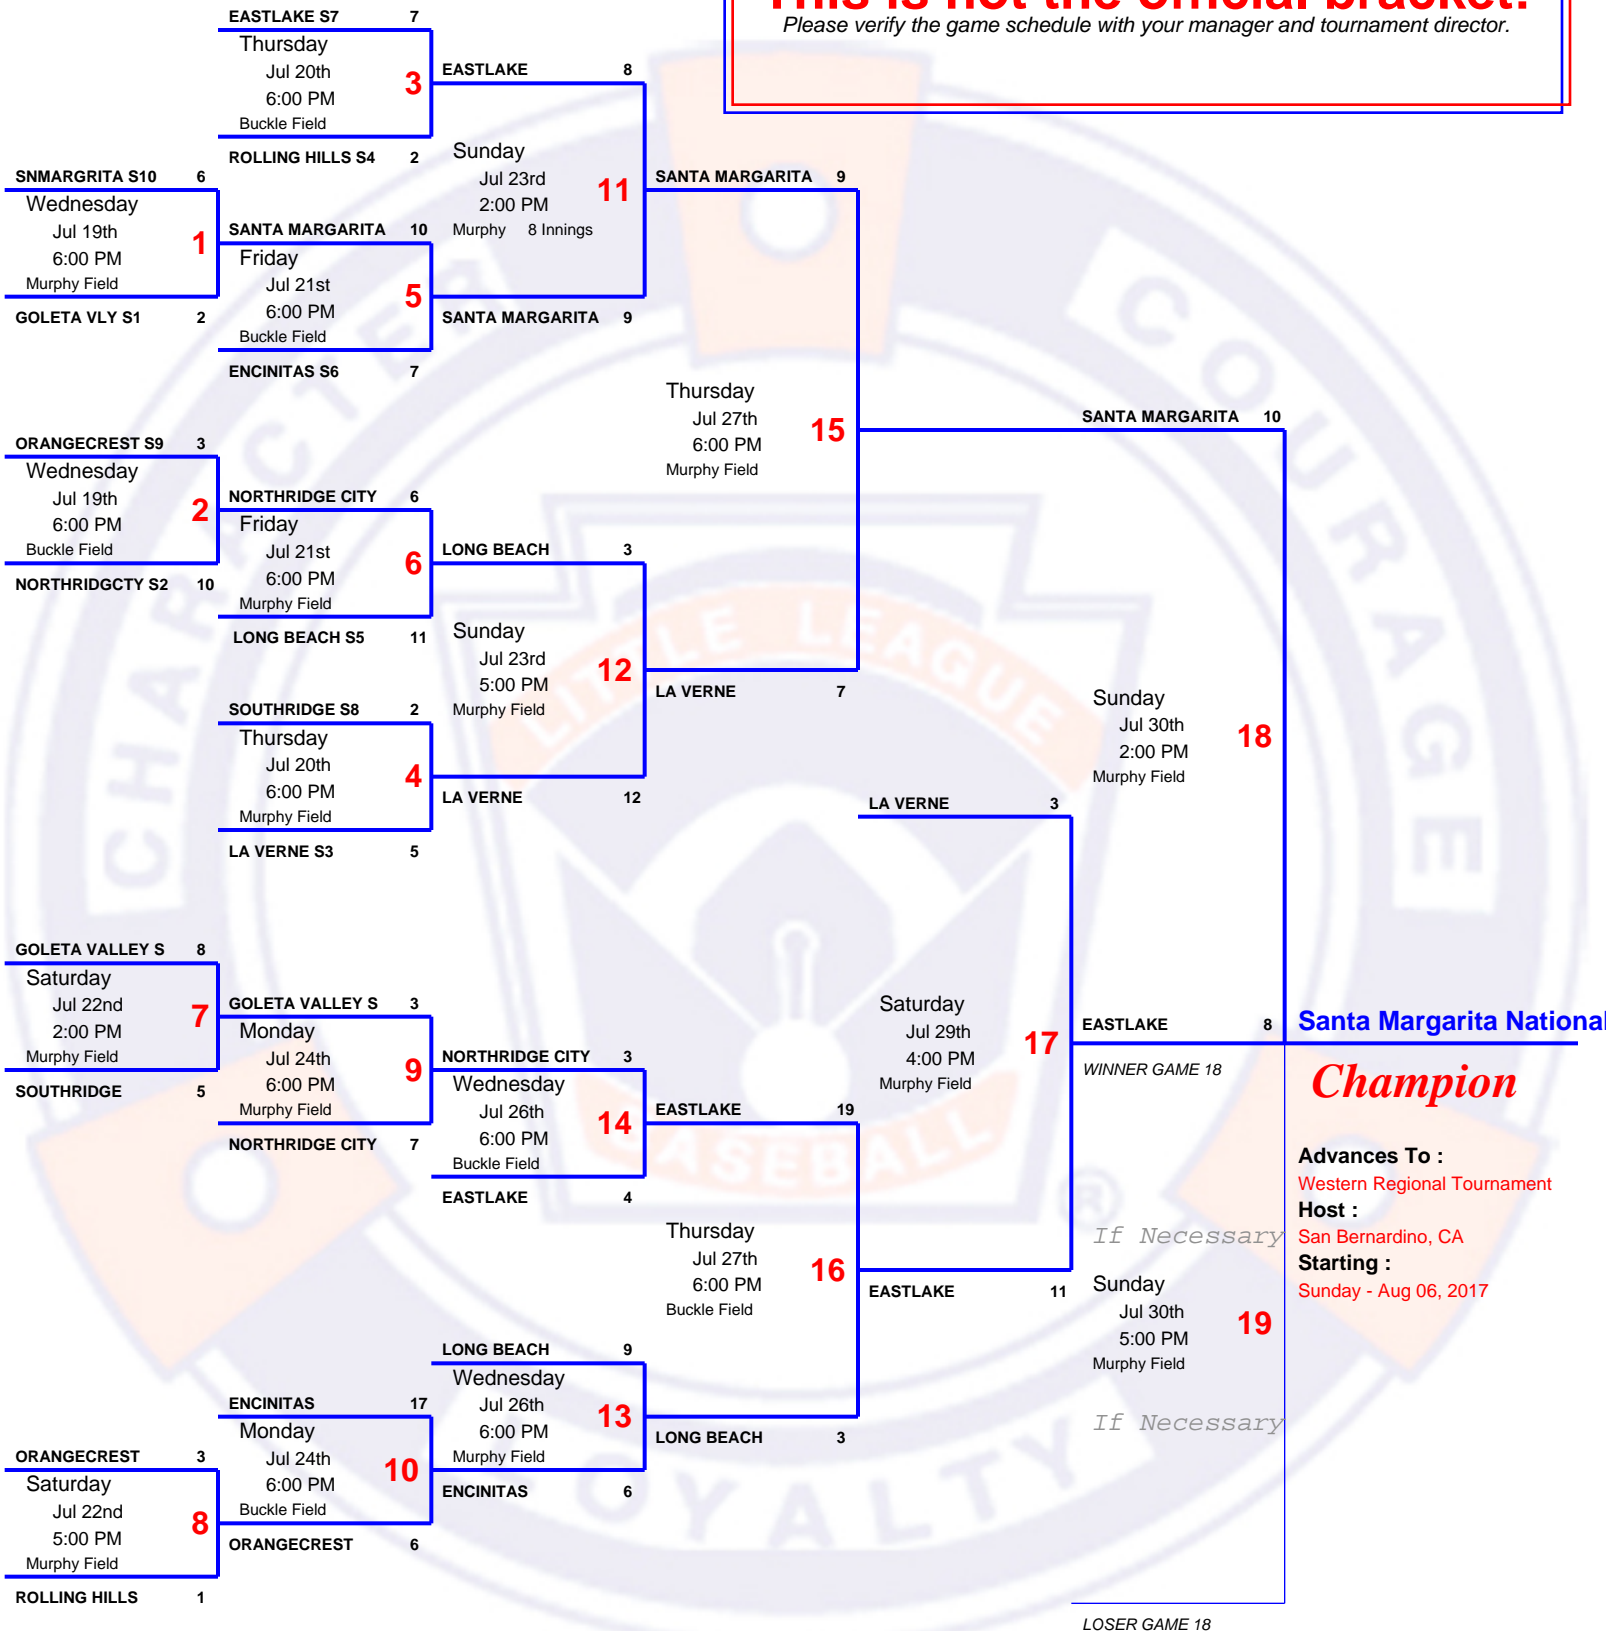 This is not the official bracket!
Please verify the game schedule with your manager and tournament director.
EASTLAKE S7 7
Thursday
Jul 20th
6:00 PM
Buckle Field
3
ROLLING HILLS S4 2
SNMARGRITA S10 6
Wednesday
Jul 19th
6:00 PM
Murphy Field
1
GOLETA VLY S1 2
SANTA MARGARITA 10
Friday
Jul 21st
6:00 PM
Buckle Field
5
ENCINITAS S6 7
EASTLAKE 8
Sunday
Jul 23rd
2:00 PM
Murphy 8 Innings
11
SANTA MARGARITA 9
ORANGECREST S9 3
Wednesday
Jul 19th
6:00 PM
Buckle Field
2
NORTHRIDGCTY S2 10
NORTHRIDGE CITY 6
Friday
Jul 21st
6:00 PM
Murphy Field
6
LONG BEACH S5 11
SOUTHRIDGE S8 2
Thursday
Jul 20th
6:00 PM
Murphy Field
4
LA VERNE S3 5
LONG BEACH 3
Sunday
Jul 23rd
5:00 PM
Murphy Field
12
LA VERNE 12
SANTA MARGARITA 9
Thursday
Jul 27th
6:00 PM
Murphy Field
15
LA VERNE 7
GOLETA VALLEY S 8
Saturday
Jul 22nd
2:00 PM
Murphy Field
7
SOUTHRIDGE 5
GOLETA VALLEY S 3
Monday
Jul 24th
6:00 PM
Murphy Field
9
NORTHRIDGE CITY 7
NORTHRIDGE CITY 3
Wednesday
Jul 26th
6:00 PM
Buckle Field
14
EASTLAKE 4
ORANGECREST 3
Saturday
Jul 22nd
5:00 PM
Murphy Field
8
ROLLING HILLS 1
ENCINITAS 17
Monday
Jul 24th
6:00 PM
Buckle Field
10
ORANGECREST 6
LONG BEACH 9
Wednesday
Jul 26th
6:00 PM
Murphy Field
13
ENCINITAS 6
EASTLAKE 19
Thursday
Jul 27th
6:00 PM
Buckle Field
16
LONG BEACH 3
LA VERNE 3
Saturday
Jul 29th
4:00 PM
Murphy Field
17
EASTLAKE 11
SANTA MARGARITA 10
Sunday
Jul 30th
2:00 PM
Murphy Field
18
EASTLAKE 8
WINNER GAME 18
If Necessary
Sunday
Jul 30th
5:00 PM
Murphy Field
19
If Necessary
LOSER GAME 18
Santa Margarita National
Champion
Advances To :
Western Regional Tournament
Host :
San Bernardino, CA
Starting :
Sunday - Aug 06, 2017
CHARACTER
COURAGE
LOYALTY
LITTLE LEAGUE
BASEBALL
®